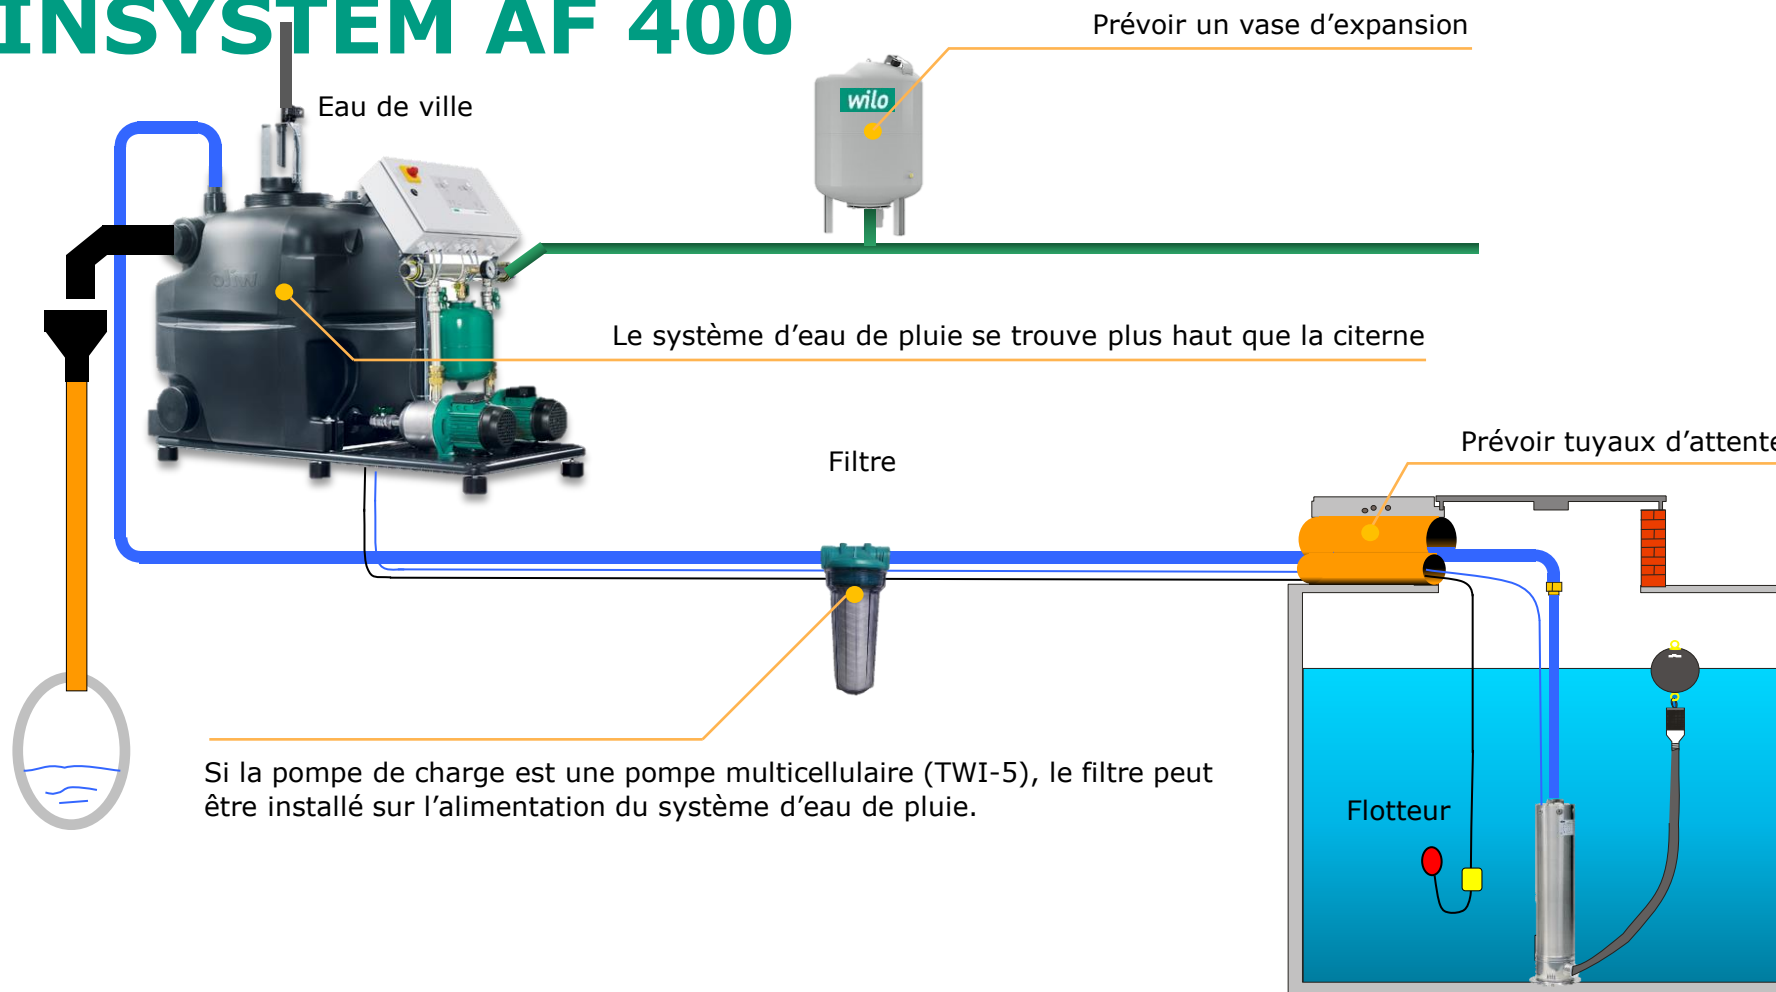 INSYSTEM AF 400
Prévoir un vase d’expansion
Eau de ville
wilo
Le système d’eau de pluie se trouve plus haut que la citerne
Prévoir tuyaux d’attente
Filtre
Si la pompe de charge est une pompe multicellulaire (TWI-5), le filtre peut
être installé sur l’alimentation du système d’eau de pluie.
Flotteur